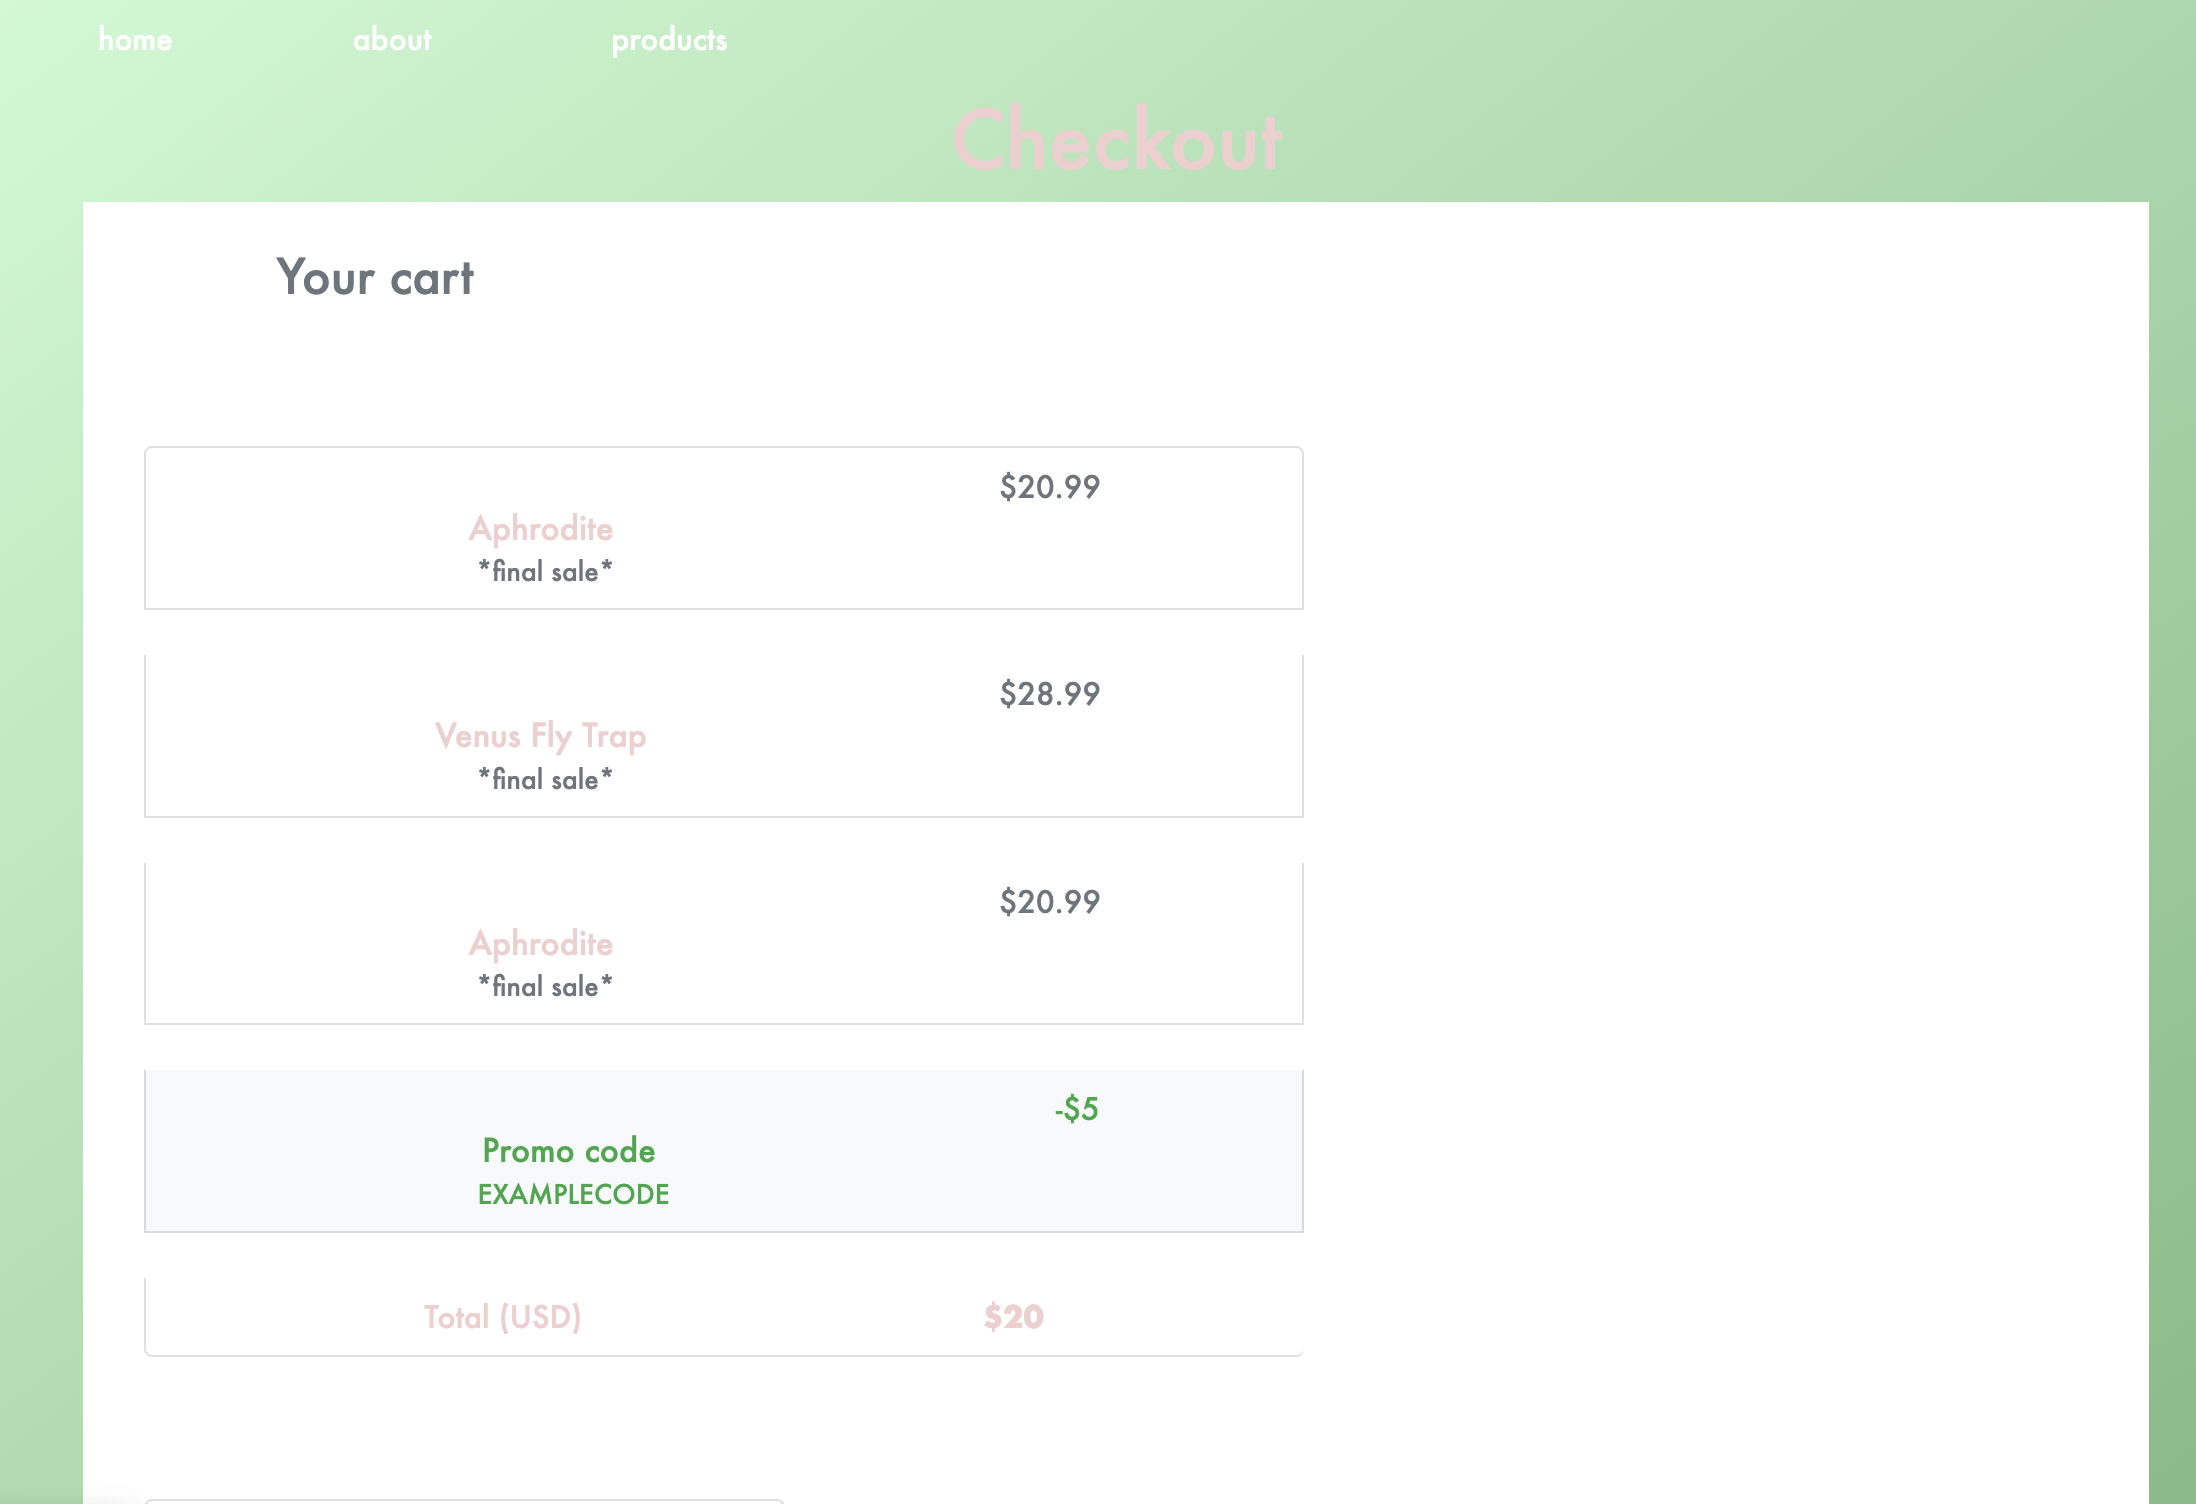 home about products
Checkout
Your cart
$20.99
Aphrodite
*final sale*
$28.99
Venus Fly Trap
*final sale*
$20.99
Aphrodite
*final sale*
-$5
Promo code
EXAMPLECODE
Total (USD) $20